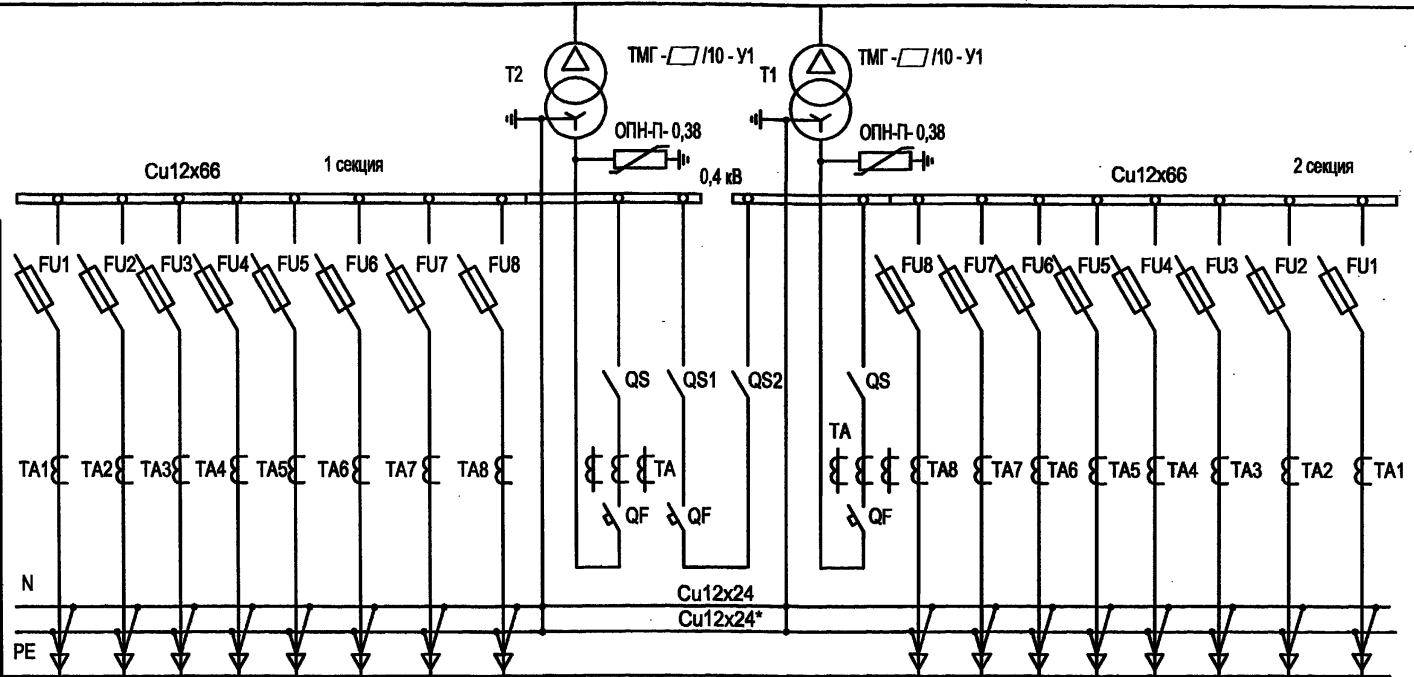 ТМГ - /10 - У1
ТМГ - /10 - У1
Т2
Т1
ОПН-П- 0,38
ОПН-П- 0,38
Cu12x66
1 секция
0,4 кВ
Cu12x66
2 секция
FU1 FU2 FU3 FU4 FU5 FU6 FU7 FU8
FU8 FU7 FU6 FU5 FU4 FU3 FU2 FU1
QS QS1 QS2 QS
TA
TA1 TA2 TA3 TA4 TA5 TA6 TA7 TA8 TA
TA8 TA7 TA6 TA5 TA4 TA3 TA2 TA1
QF QF QF
N
Cu12x24
Cu12x24*
PE